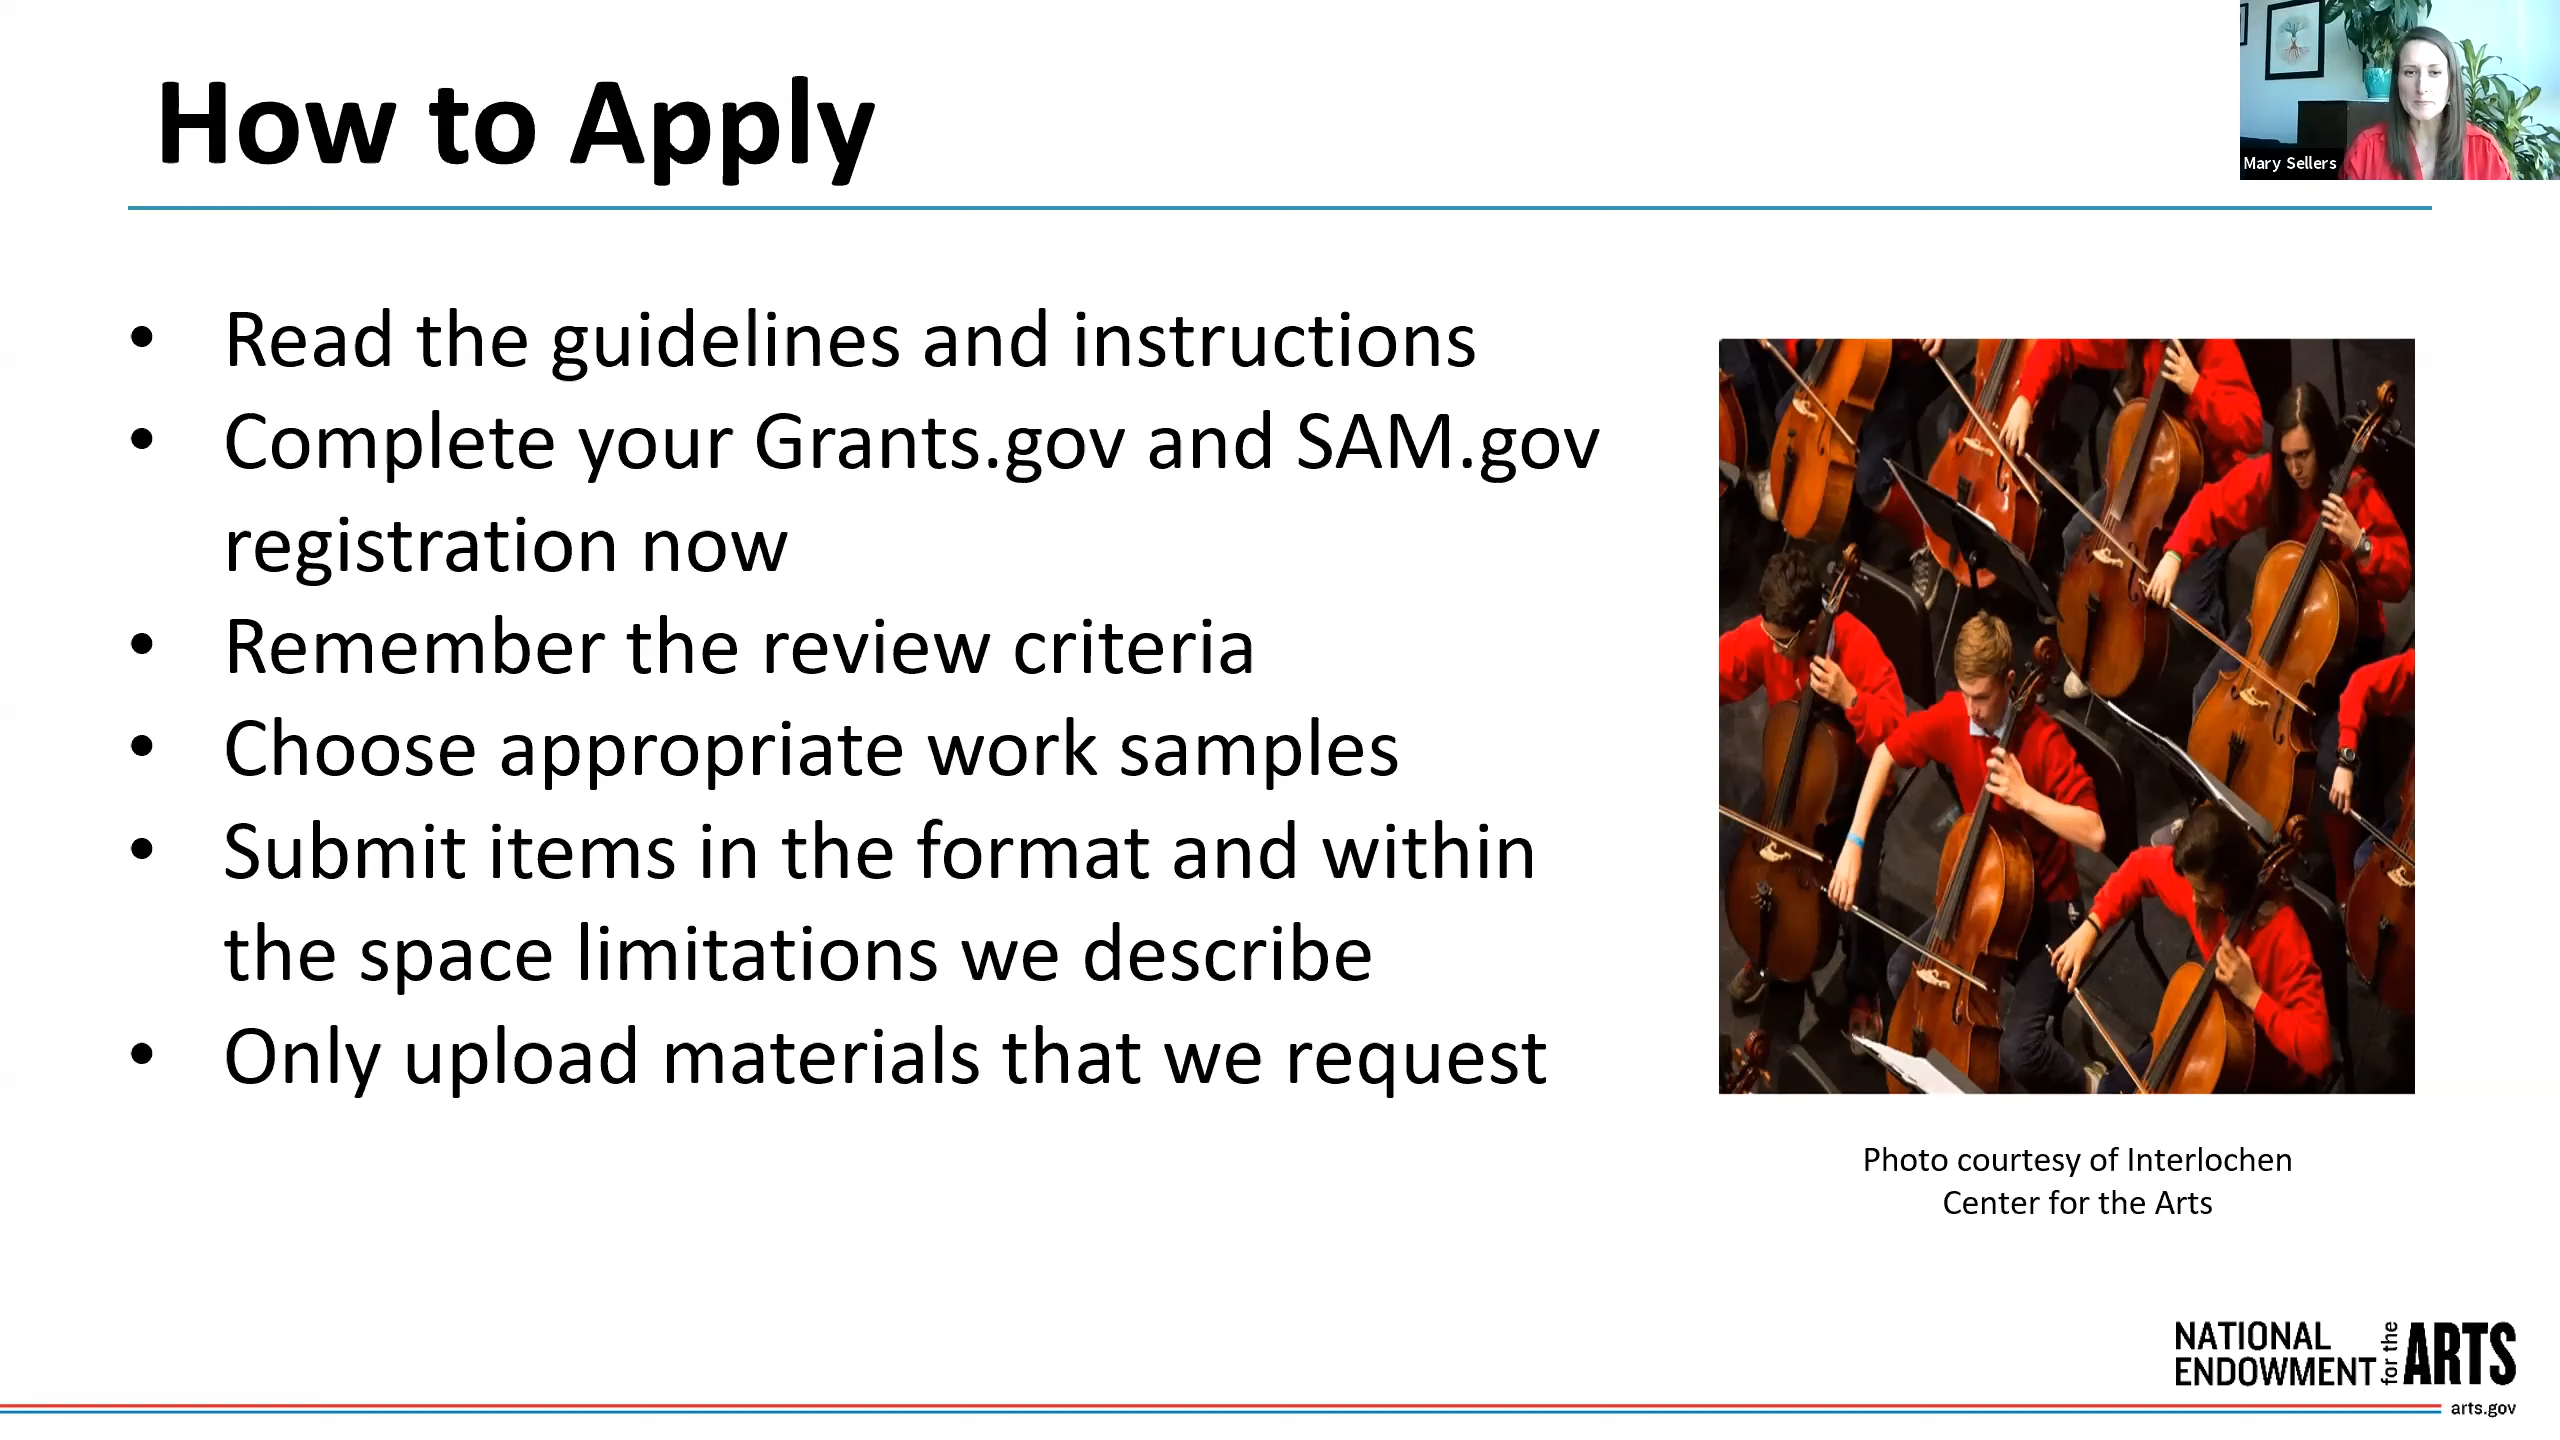 How to Apply
Mary Sellers
• Read the guidelines and instructions
• Complete your Grants.gov and SAM.gov
registration now
• Remember the review criteria
• Choose appropriate work samples
• Submit items in the format and within
the space limitations we describe
• Only upload materials that we request
Photo courtesy of Interlochen
Center for the Arts
NATIONAL
ENDOWMENT for the ARTS
arts.gov